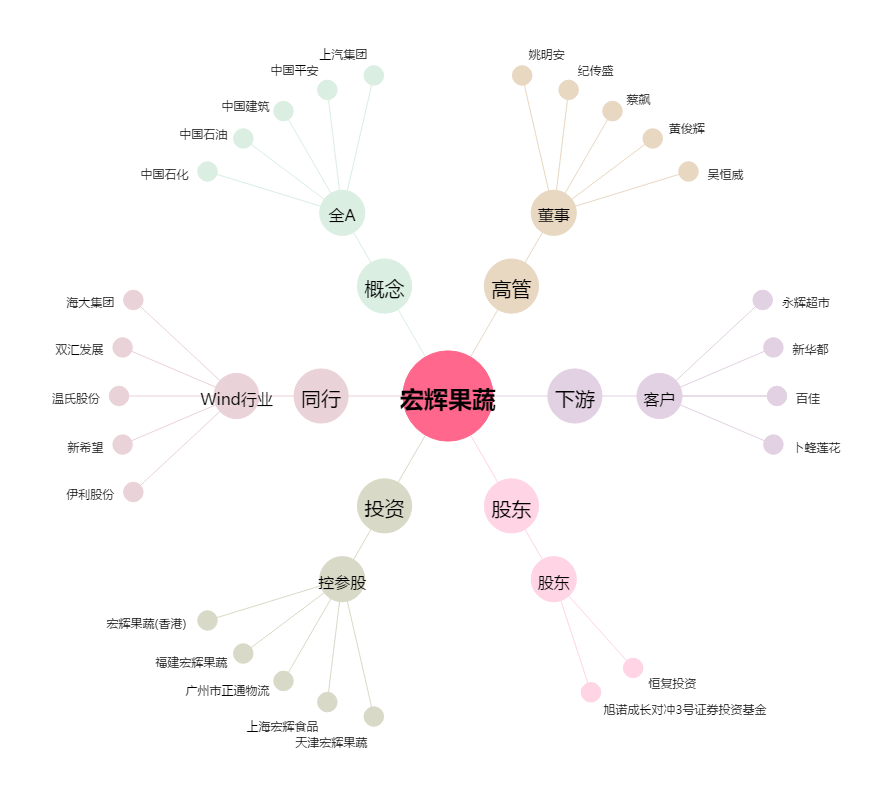 上汽集团
中国平安
中国建筑
中国石油
中国石化
全A
概念
姚明安
纪传盛
蔡飙
黄俊辉
吴恒威
董事
高管
海大集团
双汇发展
温氏股份
新希望
伊利股份
Wind行业
同行
宏辉果蔬
下游
客户
永辉超市
新华都
百佳
卜蜂莲花
投资
控参股
宏辉果蔬(香港)
福建宏辉果蔬
广州市正通物流
上海宏辉食品
天津宏辉果蔬
股东
股东
恒复投资
旭诺成长对冲3号证券投资基金